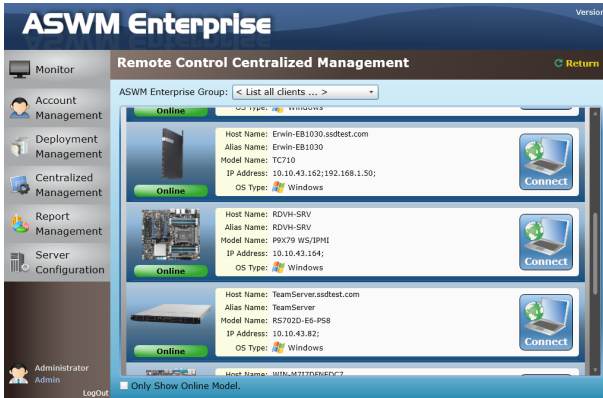 ASWM Enterprise
Version
Monitor
Account
Management
Deployment
Management
Centralized
Management
Report
Management
Server
Configuration
Administrator
Admin
LogOut
Remote Control Centralized Management
Return
ASWM Enterprise Group: < List all clients ... >
Online
OS Type: Windows
Host Name: Erwin-EB1030.ssdtest.com
Alias Name: Erwin-EB1030
Model Name: TC710
IP Address: 10.10.43.162;192.168.1.50;
OS Type: Windows
Online
Connect
Host Name: RDVH-SRV
Alias Name: RDVH-SRV
Model Name: P9X79 WS/IPMI
IP Address: 10.10.43.164;
OS Type: Windows
Online
Connect
Host Name: TeamServer.ssdtest.com
Alias Name: TeamServer
Model Name: RS702D-E6-PS8
IP Address: 10.10.43.82;
OS Type: Windows
Online
Connect
Host Name:
Only Show Online Model.